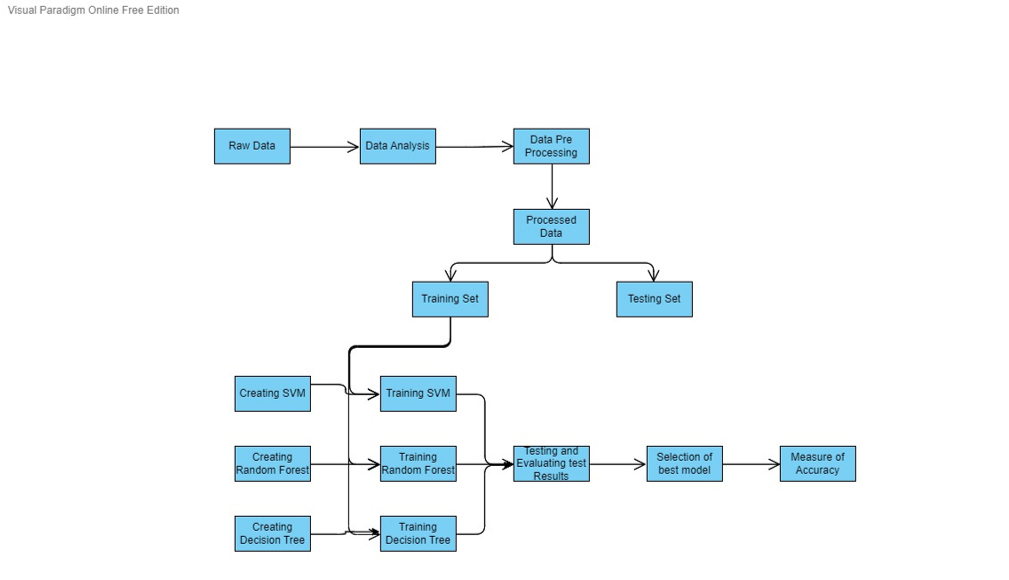 Visual Paradigm Online Free Edition
Raw Data
Data Analysis
Data Pre
Processing
Processed
Data
Training Set
Testing Set
Creating SVM
Training SVM
Creating
Random Forest
Training
Random Forest
Testing and
Evaluating test
Results
Selection of
best model
Measure of
Accuracy
Creating
Decision Tree
Training
Decision Tree